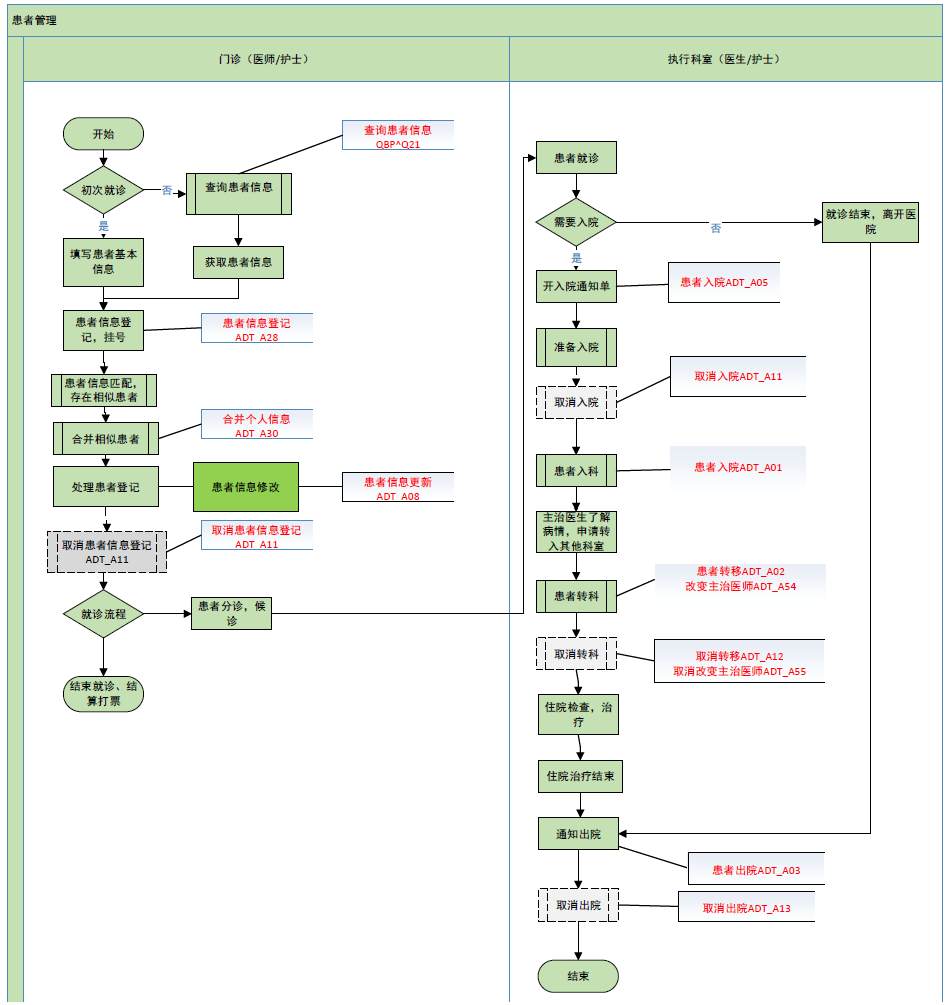 患者管理
门诊（医师/护士）
执行科室（医生/护士）
开始
初次就诊
否
查询患者信息
查询患者信息
QBP^Q21
是
填写患者基本
信息
获取患者信息
患者信息登
记，挂号
患者信息登记
ADT_A28
患者信息匹配，
存在相似患者
合并相似患者
合并个人信息
ADT_A30
处理患者登记
患者信息修改
患者信息更新
ADT_A08
取消患者信息登记
ADT_A11
取消患者信息登记
ADT_A11
就诊流程
患者分诊，候
诊
结束就诊、结
算打票
患者就诊
需要入院
否
就诊结束，离开医
院
是
开入院通知单
患者入院ADT_A05
准备入院
取消入院
取消入院ADT_A11
患者入科
患者入院ADT_A01
主治医生了解
病情，申请转
入其他科室
患者转科
患者转移ADT_A02
改变主治医师ADT_A54
取消转科
取消转移ADT_A12
取消改变主治医师ADT_A55
住院检查，治
疗
住院治疗结束
通知出院
患者出院ADT_A03
取消出院
取消出院ADT_A13
结束